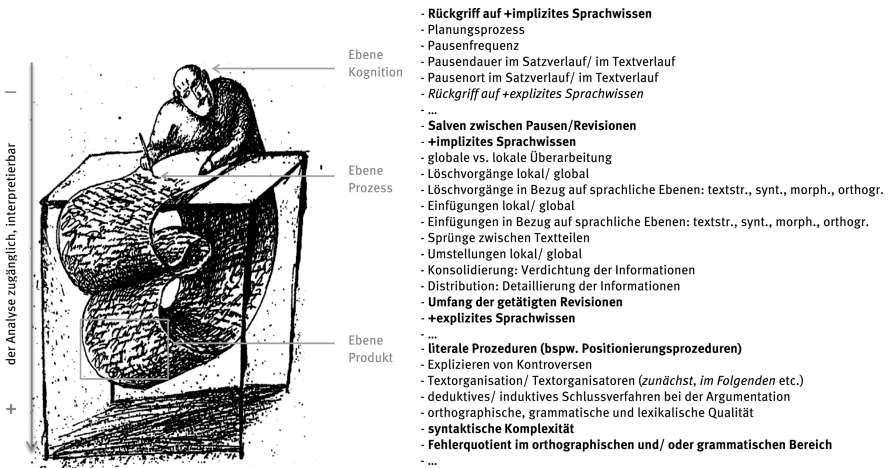 der Analyse zugänglich, interpretierbar
–
+
Ebene
Kognition
Ebene
Prozess
Ebene
Produkt
- Rückgriff auf +implizites Sprachwissen
- Planungsprozess
- Pausenfrequenz
- Pausendauer im Satzverlauf/ im Textverlauf
- Pausenort im Satzverlauf/ im Textverlauf
- Rückgriff auf +explizites Sprachwissen
- ...
- Salven zwischen Pausen/Revisionen
- +implizites Sprachwissen
- globale vs. lokale Überarbeitung
- Löschvorgänge lokal/ global
- Löschvorgänge in Bezug auf sprachliche Ebenen: textstr., synt., morph., orthogr.
- Einfügungen lokal/ global
- Einfügungen in Bezug auf sprachliche Ebenen: textstr., synt., morph., orthogr.
- Sprünge zwischen Textteilen
- Umstellungen lokal/ global
- Konsolidierung: Verdichtung der Informationen
- Distribution: Detaillierung der Informationen
- Umfang der getätigten Revisionen
- +explizites Sprachwissen
- ...
- literale Prozeduren (bspw. Positionierungsprozeduren)
- Explizieren von Kontroversen
- Textorganisation/ Textorganisatoren (zunächst, im Folgenden etc.)
- deduktives/ induktives Schlussverfahren bei der Argumentation
- orthographische, grammatische und lexikalische Qualität
- syntaktische Komplexität
- Fehlerquotient im orthographischen und/ oder grammatischen Bereich
- ...